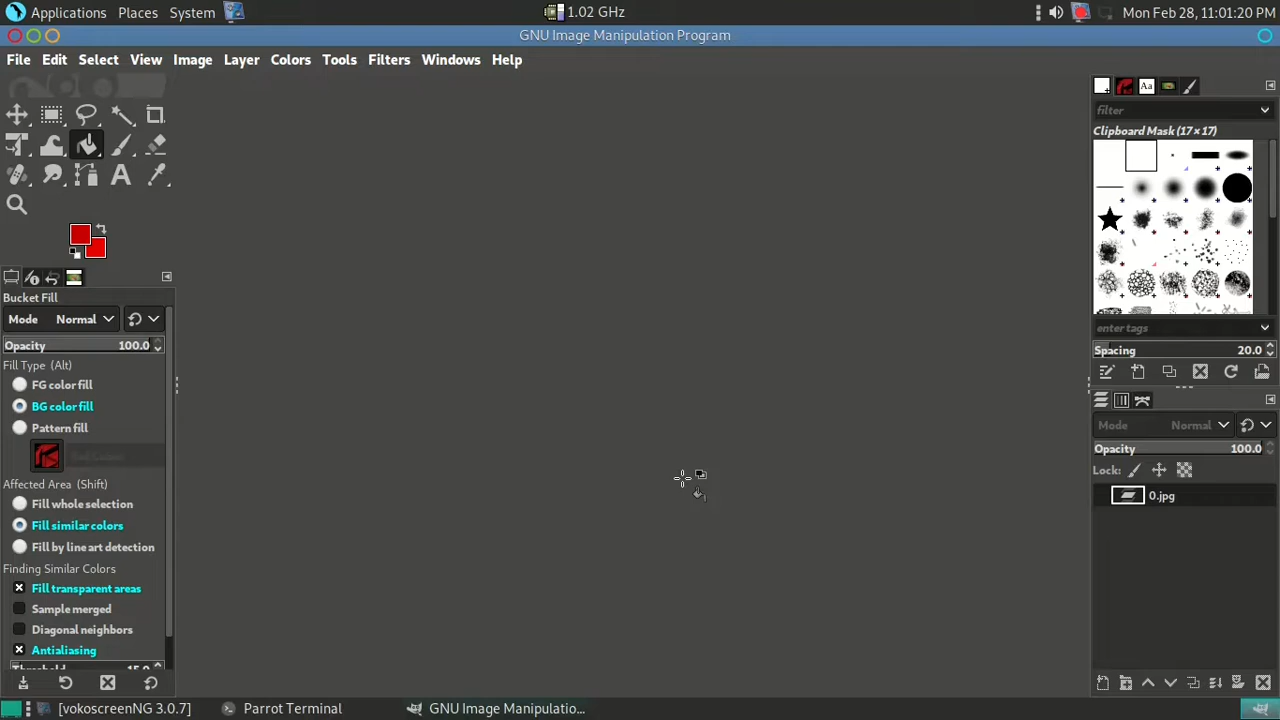 Applications Places System 1.02 GHz Mon Feb 28, 11:01:20 PM
GNU Image Manipulation Program
File Edit Select View Image Layer Colors Tools Filters Windows Help
filter
Clipboard Mask (17×17)
Bucket Fill
Mode Normal
Opacity 100.0
Fill Type (Alt)
FG color fill
BG color fill
Pattern fill
Affected Area (Shift)
Fill whole selection
Fill similar colors
Fill by line art detection
Finding Similar Colors
Fill transparent areas
Sample merged
Diagonal neighbors
Antialiasing
Threshold 15.0
enter tags
Spacing 20.0
Mode Normal
Opacity 100.0
Lock:
0.jpg
[vokoscreenNG 3.0.7] Parrot Terminal GNU Image Manipulatio...